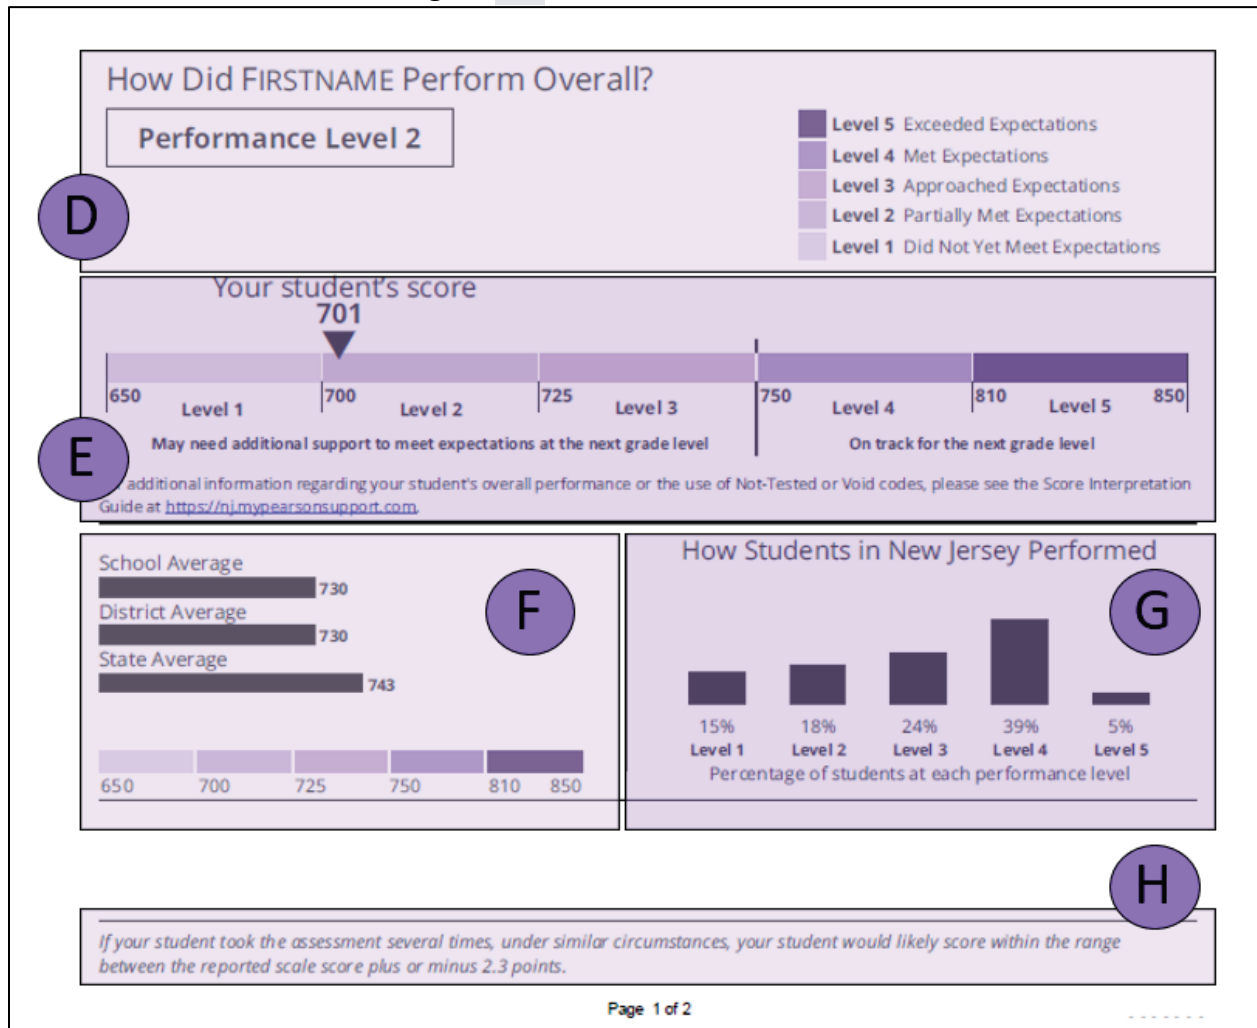 How Did FIRSTNAME Perform Overall?
Performance Level 2
Level 5 Exceeded Expectations
Level 4 Met Expectations
Level 3 Approached Expectations
Level 2 Partially Met Expectations
Level 1 Did Not Yet Meet Expectations
D
Your student's score
701
650 700 725 750 810 850
Level 1 Level 2 Level 3 Level 4 Level 5
May need additional support to meet expectations at the next grade level On track for the next grade level
E
additional information regarding your student's overall performance or the use of Not-Tested or Void codes, please see the Score Interpretation
Guide at https://nj.mypearsonsupport.com.
School Average
730
District Average
730
State Average
743
650 700 725 750 810 850
F
How Students in New Jersey Performed
G
15% 18% 24% 39% 5%
Level 1 Level 2 Level 3 Level 4 Level 5
Percentage of students at each performance level
H
If your student took the assessment several times, under similar circumstances, your student would likely score within the range
between the reported scale score plus or minus 2.3 points.
Page 1 of 2